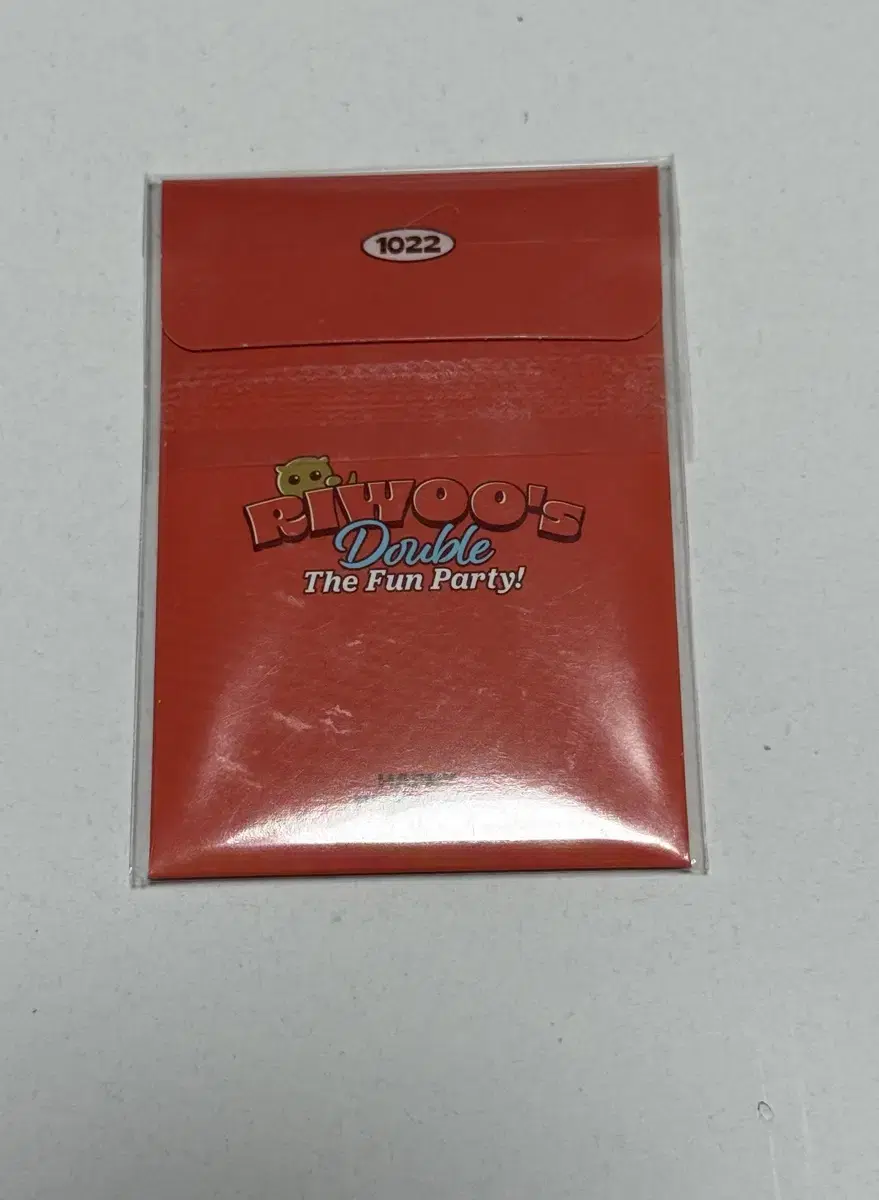 1022
RIWOO's
Double
The Fun Party!